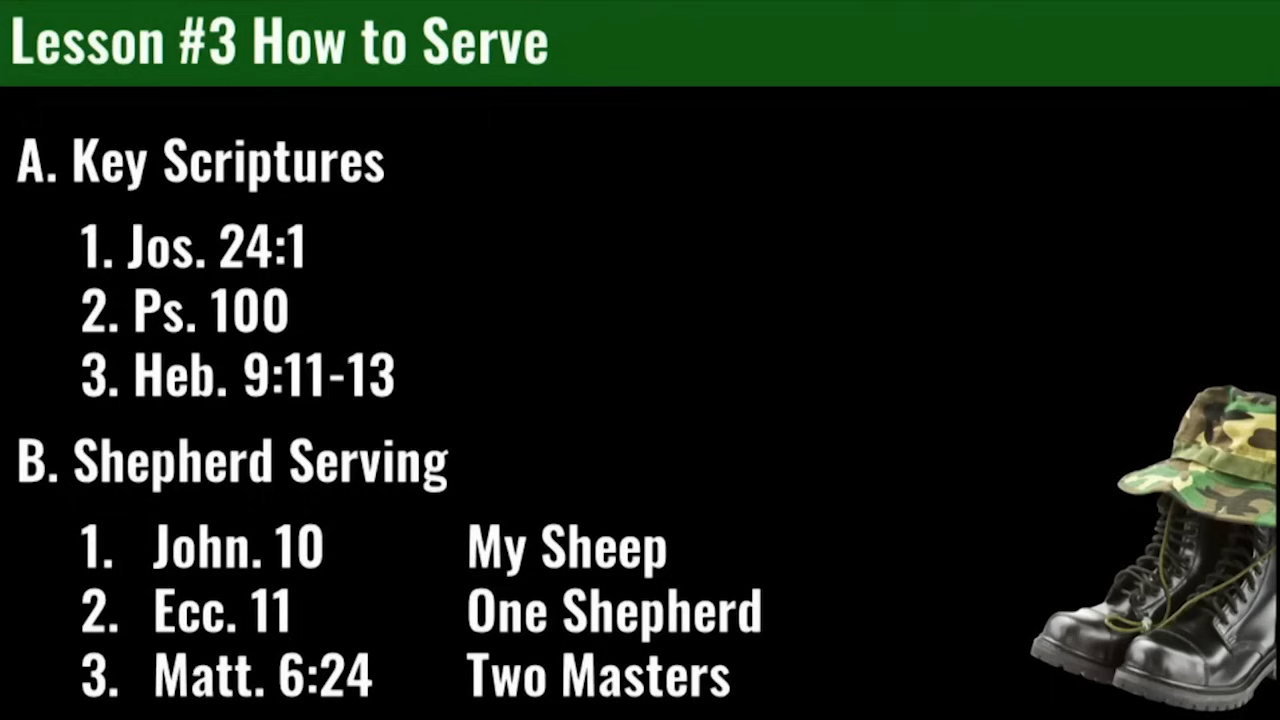 Lesson #3 How to Serve
A. Key Scriptures
1. Jos. 24:1
2. Ps. 100
3. Heb. 9:11-13
B. Shepherd Serving
1. John. 10 My Sheep
2. Ecc. 11 One Shepherd
3. Matt. 6:24 Two Masters